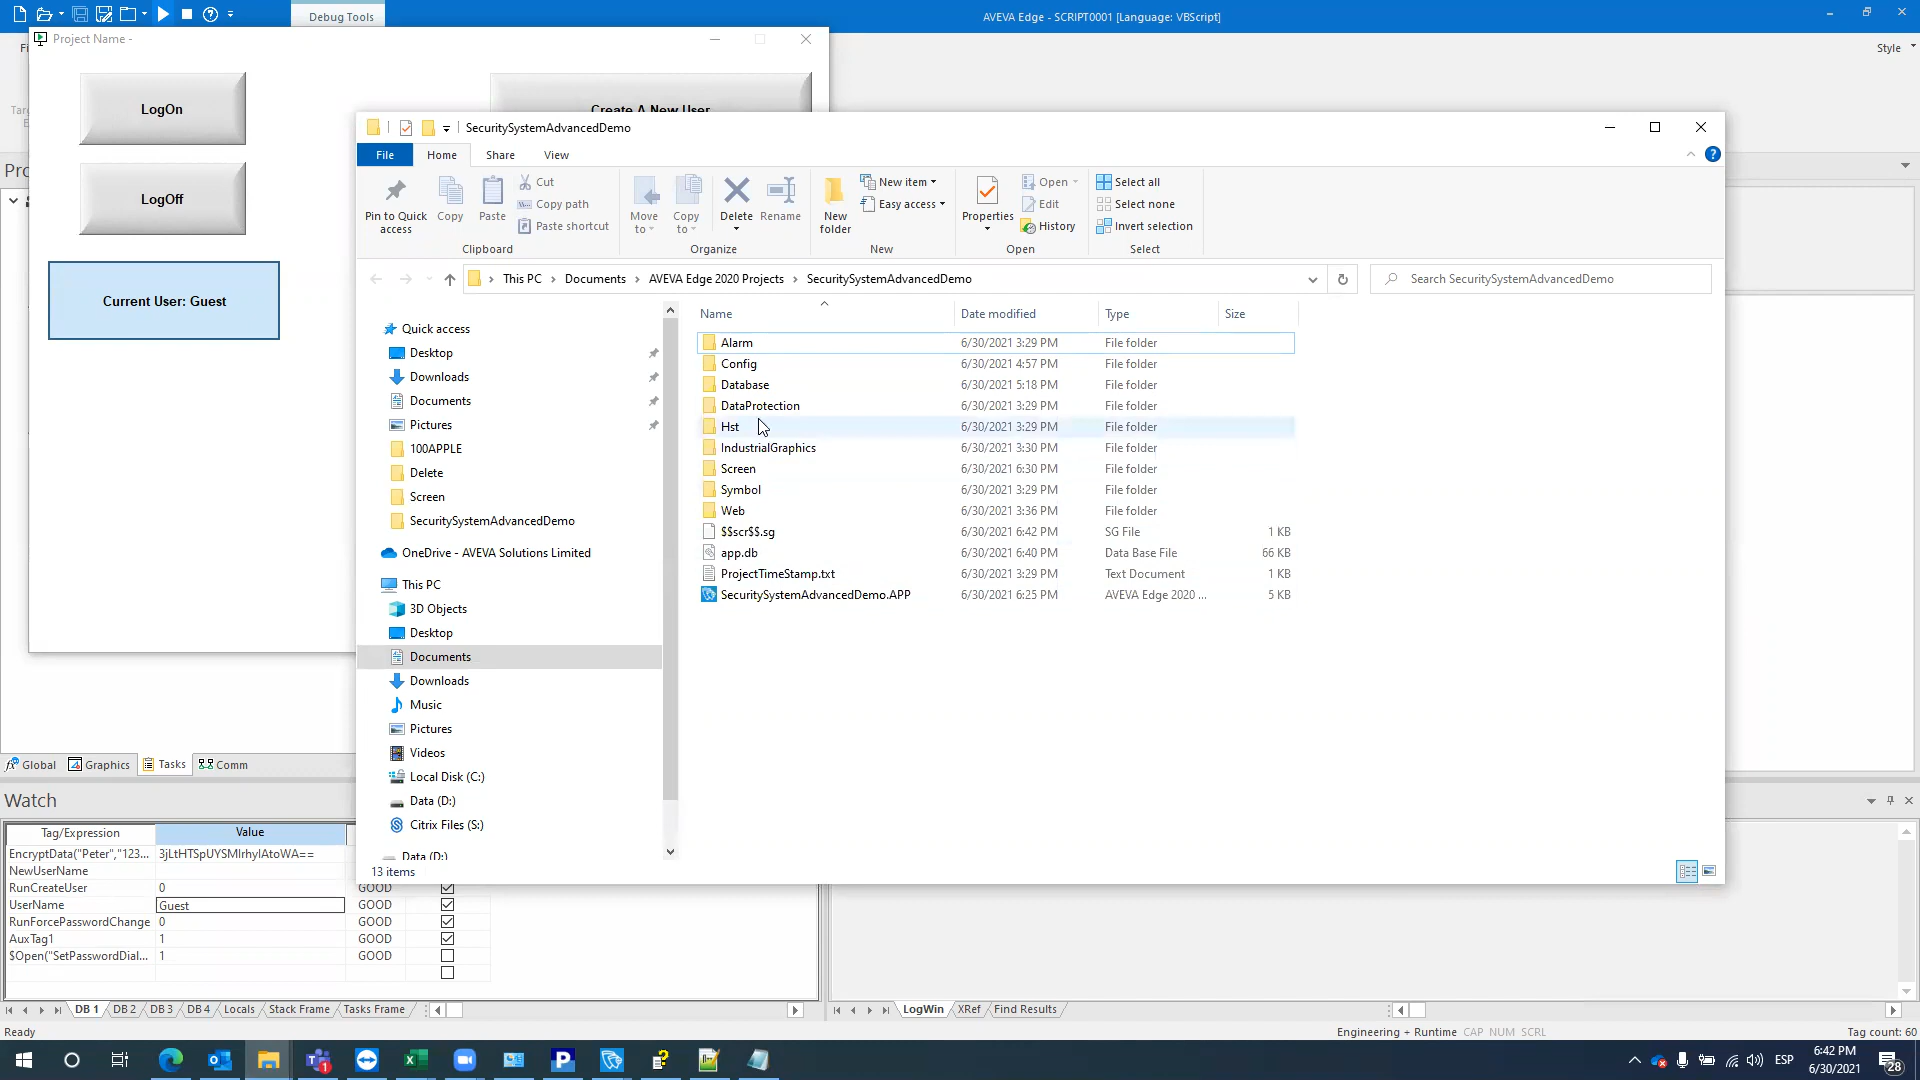 Debug Tools
AVEVA Edge - SCRIPT0001 [Language: VBScript]
Style
Project Name -
LogOn
LogOff
Create A New User
Current User: Guest
SecuritySystemAdvancedDemo
File Home Share View
Pin to Quick access
Copy
Paste
Cut
Copy path
Paste shortcut
Clipboard
Move to
Copy to
Delete
Rename
Organize
New folder
New item
Easy access
New
Properties
Open
Edit
History
Open
Select all
Select none
Invert selection
Select
This PC > Documents > AVEVA Edge 2020 Projects > SecuritySystemAdvancedDemo
Search SecuritySystemAdvancedDemo
Quick access
Desktop
Downloads
Documents
Pictures
100APPLE
Delete
Screen
SecuritySystemAdvancedDemo
OneDrive - AVEVA Solutions Limited
This PC
3D Objects
Desktop
Documents
Downloads
Music
Pictures
Videos
Local Disk (C:)
Data (D:)
Citrix Files (S:)
Data (D:)
Name Date modified Type Size
Alarm 6/30/2021 3:29 PM File folder
Config 6/30/2021 4:57 PM File folder
Database 6/30/2021 5:18 PM File folder
DataProtection 6/30/2021 3:29 PM File folder
Hst 6/30/2021 3:29 PM File folder
IndustrialGraphics 6/30/2021 3:30 PM File folder
Screen 6/30/2021 6:30 PM File folder
Symbol 6/30/2021 3:29 PM File folder
Web 6/30/2021 3:36 PM File folder
$$scr$$.sg 6/30/2021 6:42 PM SG File 1 KB
app.db 6/30/2021 6:40 PM Data Base File 66 KB
ProjectTimeStamp.txt 6/30/2021 3:29 PM Text Document 1 KB
SecuritySystemAdvancedDemo.APP 6/30/2021 6:25 PM AVEVA Edge 2020 ... 5 KB
13 items
Global Graphics Tasks Comm
Watch
Tag/Expression Value
EncryptData("Peter","123...
NewUserName
RunCreateUser 0 GOOD
UserName Guest GOOD
RunForcePasswordChange 0 GOOD
AuxTag1 1 GOOD
$Open("SetPasswordDial... 1 GOOD
DB 1 DB 2 DB 3 DB 4 Locals Stack Frame Tasks Frame
LogWin XRef Find Results
Ready
Engineering + Runtime CAP NUM SCRL
Tag count: 60
ESP
6:42 PM
6/30/2021
28